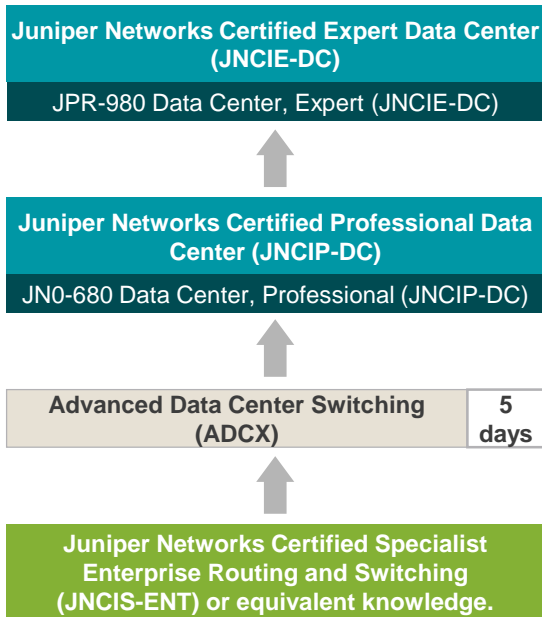 Juniper Networks Certified Expert Data Center
(JNCIE-DC)
JPR-980 Data Center, Expert (JNCIE-DC)
Juniper Networks Certified Professional Data
Center (JNCIP-DC)
JN0-680 Data Center, Professional (JNCIP-DC)
Advanced Data Center Switching
(ADCX)
5
days
Juniper Networks Certified Specialist
Enterprise Routing and Switching
(JNCIS-ENT) or equivalent knowledge.